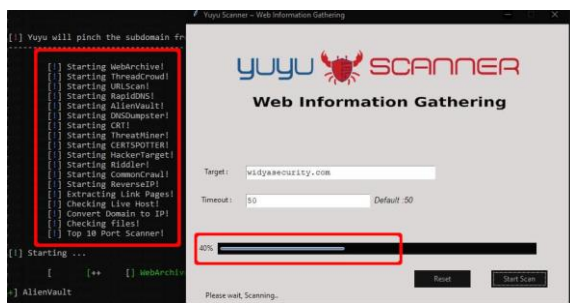 Yuyu Scanner - Web Information Gathering
[!] Yuyu will pinch the subdomain fr
[!] Starting WebArchive!
[!] Starting ThreadCrowd!
[!] Starting URLScan!
[!] Starting RapidDNS!
[!] Starting AlienVault!
[!] Starting DNSDumpster!
[!] Starting CRT!
[!] Starting ThreatMiner!
[!] Starting CERTSPOTTER!
[!] Starting HackerTarget!
[!] Starting Riddler!
[!] Starting CommonCrawl!
[!] Starting ReverseIP!
[!] Extracting Link Pages!
[!] Checking Live Host!
[!] Convert Domain to IP!
[!] Checking files!
[!] Top 10 Port Scanner!
[!] Starting ...
[ [++ [] WebArchiv
+] AlienVault
YUYU SCANNER
Web Information Gathering
Target : widyasecurity.com
Timeout : 50 Default :50
40%
Reset Start Scan
Please wait, Scanning..